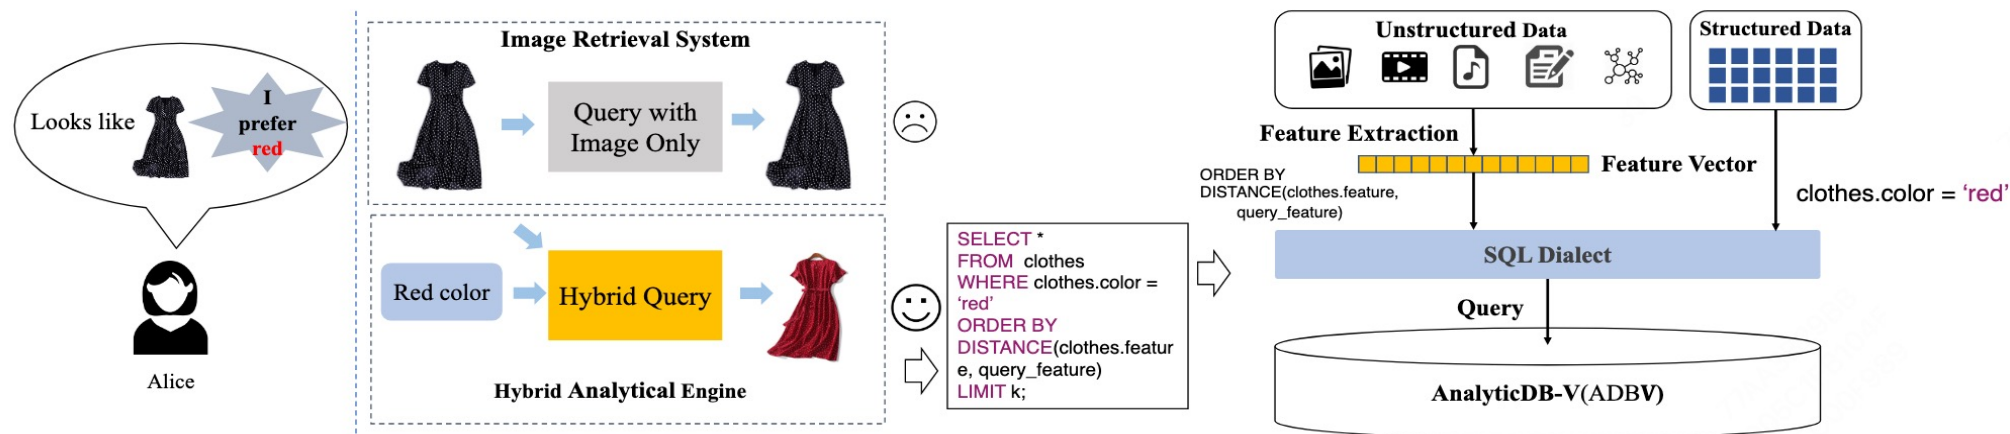 Looks like
I
prefer
red
Alice
Image Retrieval System
Query with
Image Only
Red color
Hybrid Query
Hybrid Analytical Engine
SELECT *
FROM clothes
WHERE clothes.color =
‘red’
ORDER BY
DISTANCE(clothes.featur
e, query_feature)
LIMIT k;
Unstructured Data
Structured Data
Feature Extraction
Feature Vector
ORDER BY
DISTANCE(clothes.feature,
query_feature)
clothes.color = ‘red’
SQL Dialect
Query
AnalyticDB-V(ADBV)